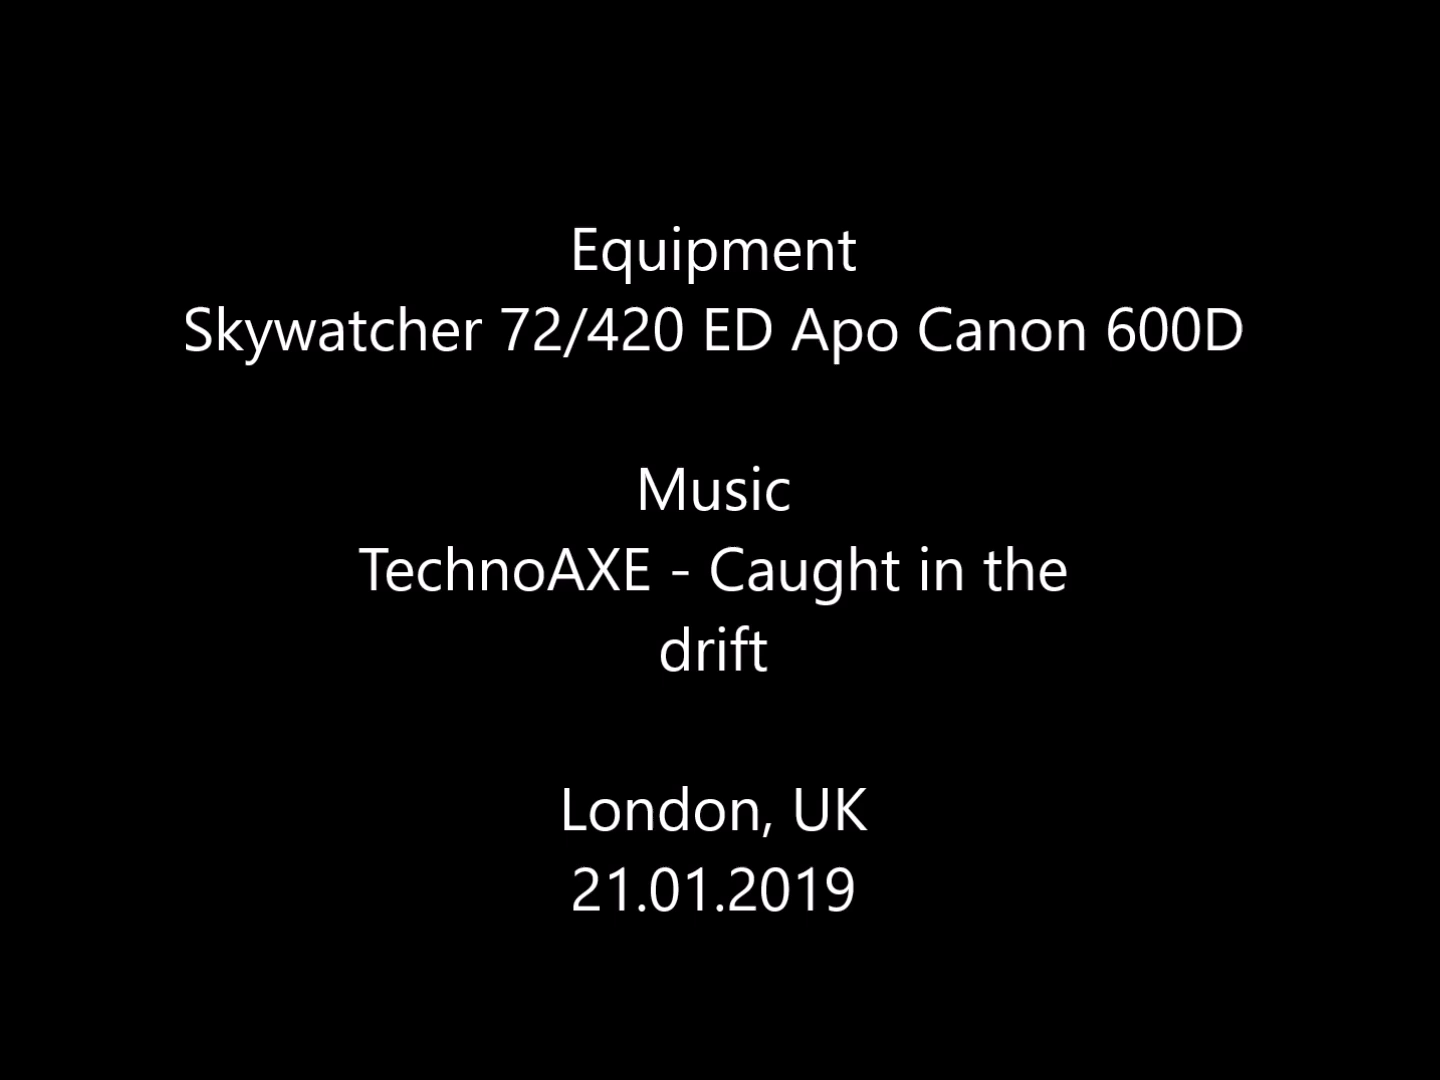 Equipment
Skywatcher 72/420 ED Apo Canon 600D
Music
TechnoAXE - Caught in the
drift
London, UK
21.01.2019